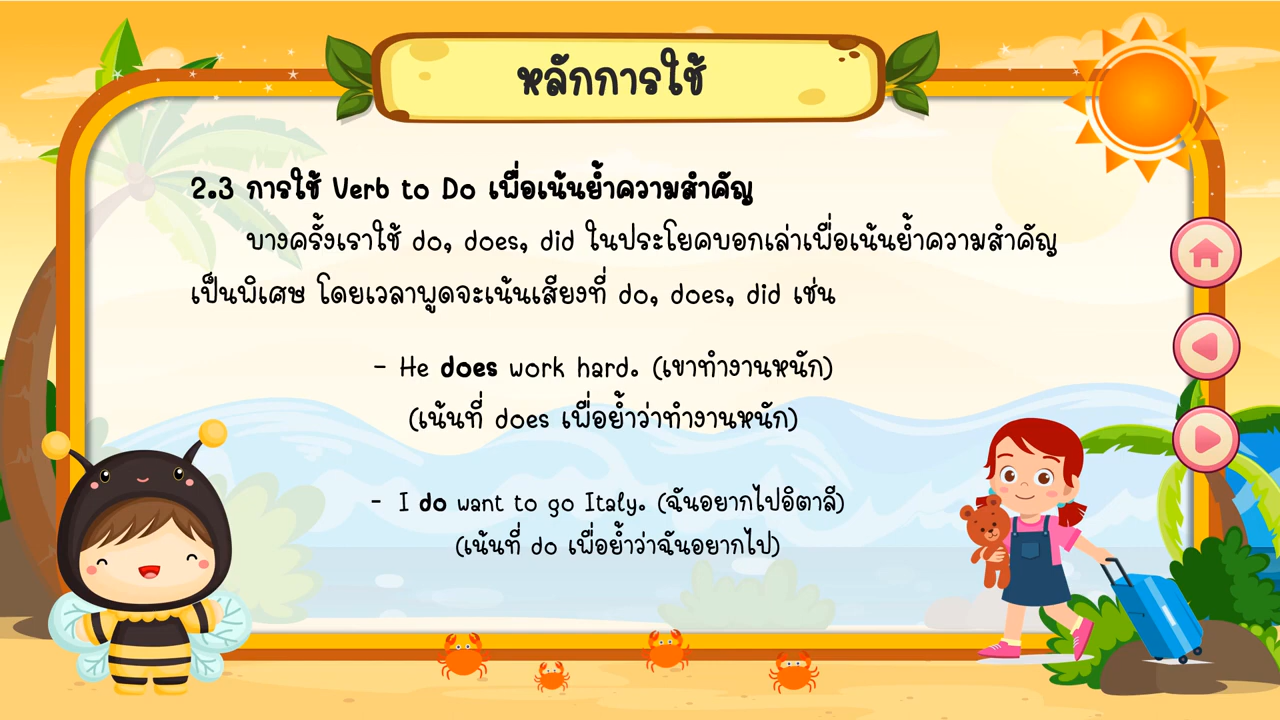 หลักการใช้
2.3 การใช้ Verb to Do เพื่อเน้นย้ำความสำคัญ
บางครั้งเราใช้ do, does, did ในประโยคบอกเล่าเพื่อเน้นย้ำความสำคัญ
เป็นพิเศษ โดยเวลาพูดจะเน้นเสียงที่ do, does, did เช่น
- He does work hard. (เขาทำงานหนัก)
(เน้นที่ does เพื่อย้ำว่าทำงานหนัก)
- I do want to go Italy. (ฉันอยากไปอิตาลี)
(เน้นที่ do เพื่อย้ำว่าฉันอยากไป)